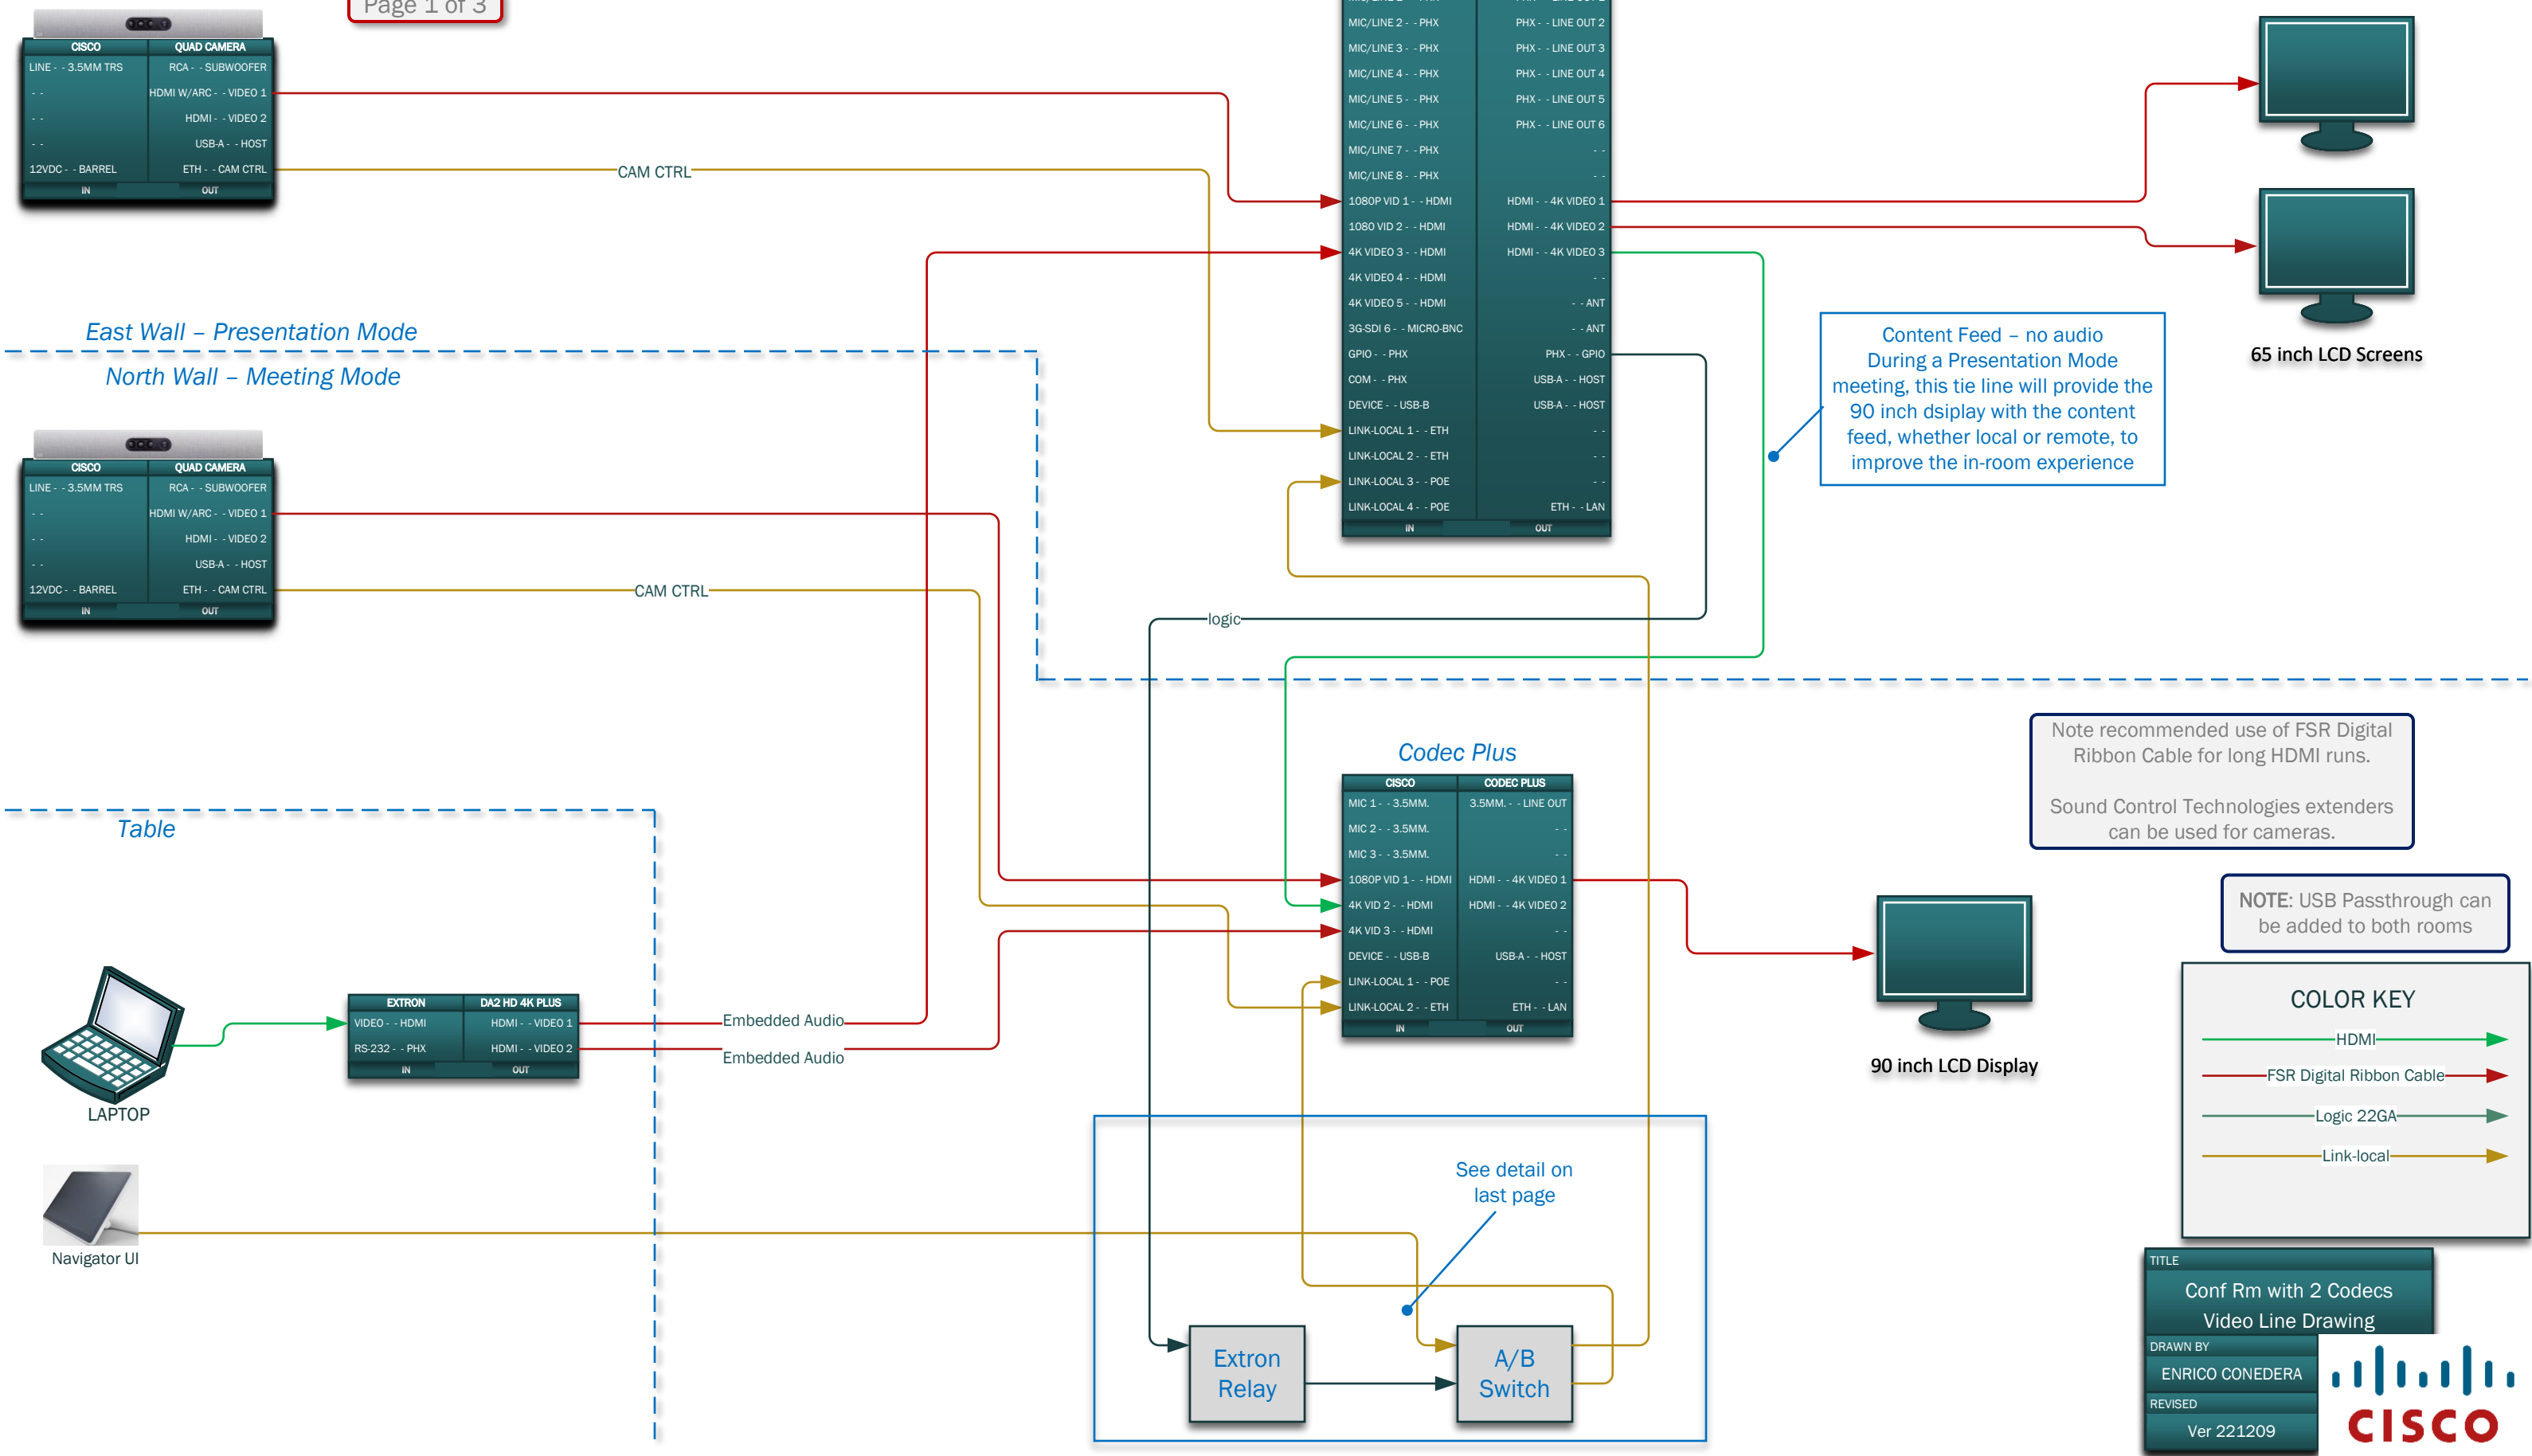 Page 1 of 3
CISCO QUAD CAMERA
LINE - - 3.5MM TRS RCA - - SUBWOOFER
- - HDMI W/ARC - - VIDEO 1
- - HDMI - - VIDEO 2
- - USB-A - - HOST
12VDC - - BARREL ETH - - CAM CTRL
IN OUT
CAM CTRL
MIC/LINE 2 - - PHX PHX - - LINE OUT 2
MIC/LINE 3 - - PHX PHX - - LINE OUT 3
MIC/LINE 4 - - PHX PHX - - LINE OUT 4
MIC/LINE 5 - - PHX PHX - - LINE OUT 5
MIC/LINE 6 - - PHX PHX - - LINE OUT 6
MIC/LINE 7 - - PHX - -
MIC/LINE 8 - - PHX - -
1080P VID 1 - - HDMI HDMI - - 4K VIDEO 1
1080 VID 2 - - HDMI HDMI - - 4K VIDEO 2
4K VIDEO 3 - - HDMI HDMI - - 4K VIDEO 3
4K VIDEO 4 - - HDMI - -
4K VIDEO 5 - - HDMI - - ANT
3G-SDI 6 - - MICRO-BNC - - ANT
GPIO - - PHX PHX - - GPIO
COM - - PHX USB-A - - HOST
DEVICE - - USB-B USB-A - - HOST
LINK-LOCAL 1 - - ETH - -
LINK-LOCAL 2 - - ETH - -
LINK-LOCAL 3 - - POE - -
LINK-LOCAL 4 - - POE ETH - - LAN
IN OUT
65 inch LCD Screens
Content Feed – no audio
During a Presentation Mode
meeting, this tie line will provide the
90 inch dsiplay with the content
feed, whether local or remote, to
improve the in-room experience
East Wall – Presentation Mode
North Wall – Meeting Mode
CISCO QUAD CAMERA
LINE - - 3.5MM TRS RCA - - SUBWOOFER
- - HDMI W/ARC - - VIDEO 1
- - HDMI - - VIDEO 2
- - USB-A - - HOST
12VDC - - BARREL ETH - - CAM CTRL
IN OUT
CAM CTRL
logic
Note recommended use of FSR Digital
Ribbon Cable for long HDMI runs.
Sound Control Technologies extenders
can be used for cameras.
Codec Plus
CISCO CODEC PLUS
MIC 1 - - 3.5MM. 3.5MM. - - LINE OUT
MIC 2 - - 3.5MM. - -
MIC 3 - - 3.5MM. - -
1080P VID 1 - - HDMI HDMI - - 4K VIDEO 1
4K VID 2 - - HDMI HDMI - - 4K VIDEO 2
4K VID 3 - - HDMI - -
DEVICE - - USB-B USB-A - - HOST
LINK-LOCAL 1 - - POE - -
LINK-LOCAL 2 - - ETH ETH - - LAN
IN OUT
90 inch LCD Display
NOTE: USB Passthrough can
be added to both rooms
Table
LAPTOP
EXTRON DA2 HD 4K PLUS
VIDEO - - HDMI HDMI - - VIDEO 1
RS-232 - - PHX HDMI - - VIDEO 2
IN OUT
Embedded Audio
Embedded Audio
Navigator UI
See detail on
last page
Extron
Relay
A/B
Switch
COLOR KEY
HDMI
FSR Digital Ribbon Cable
Logic 22GA
Link-local
TITLE
Conf Rm with 2 Codecs
Video Line Drawing
DRAWN BY
ENRICO CONEDERA
REVISED
Ver 221209
CISCO